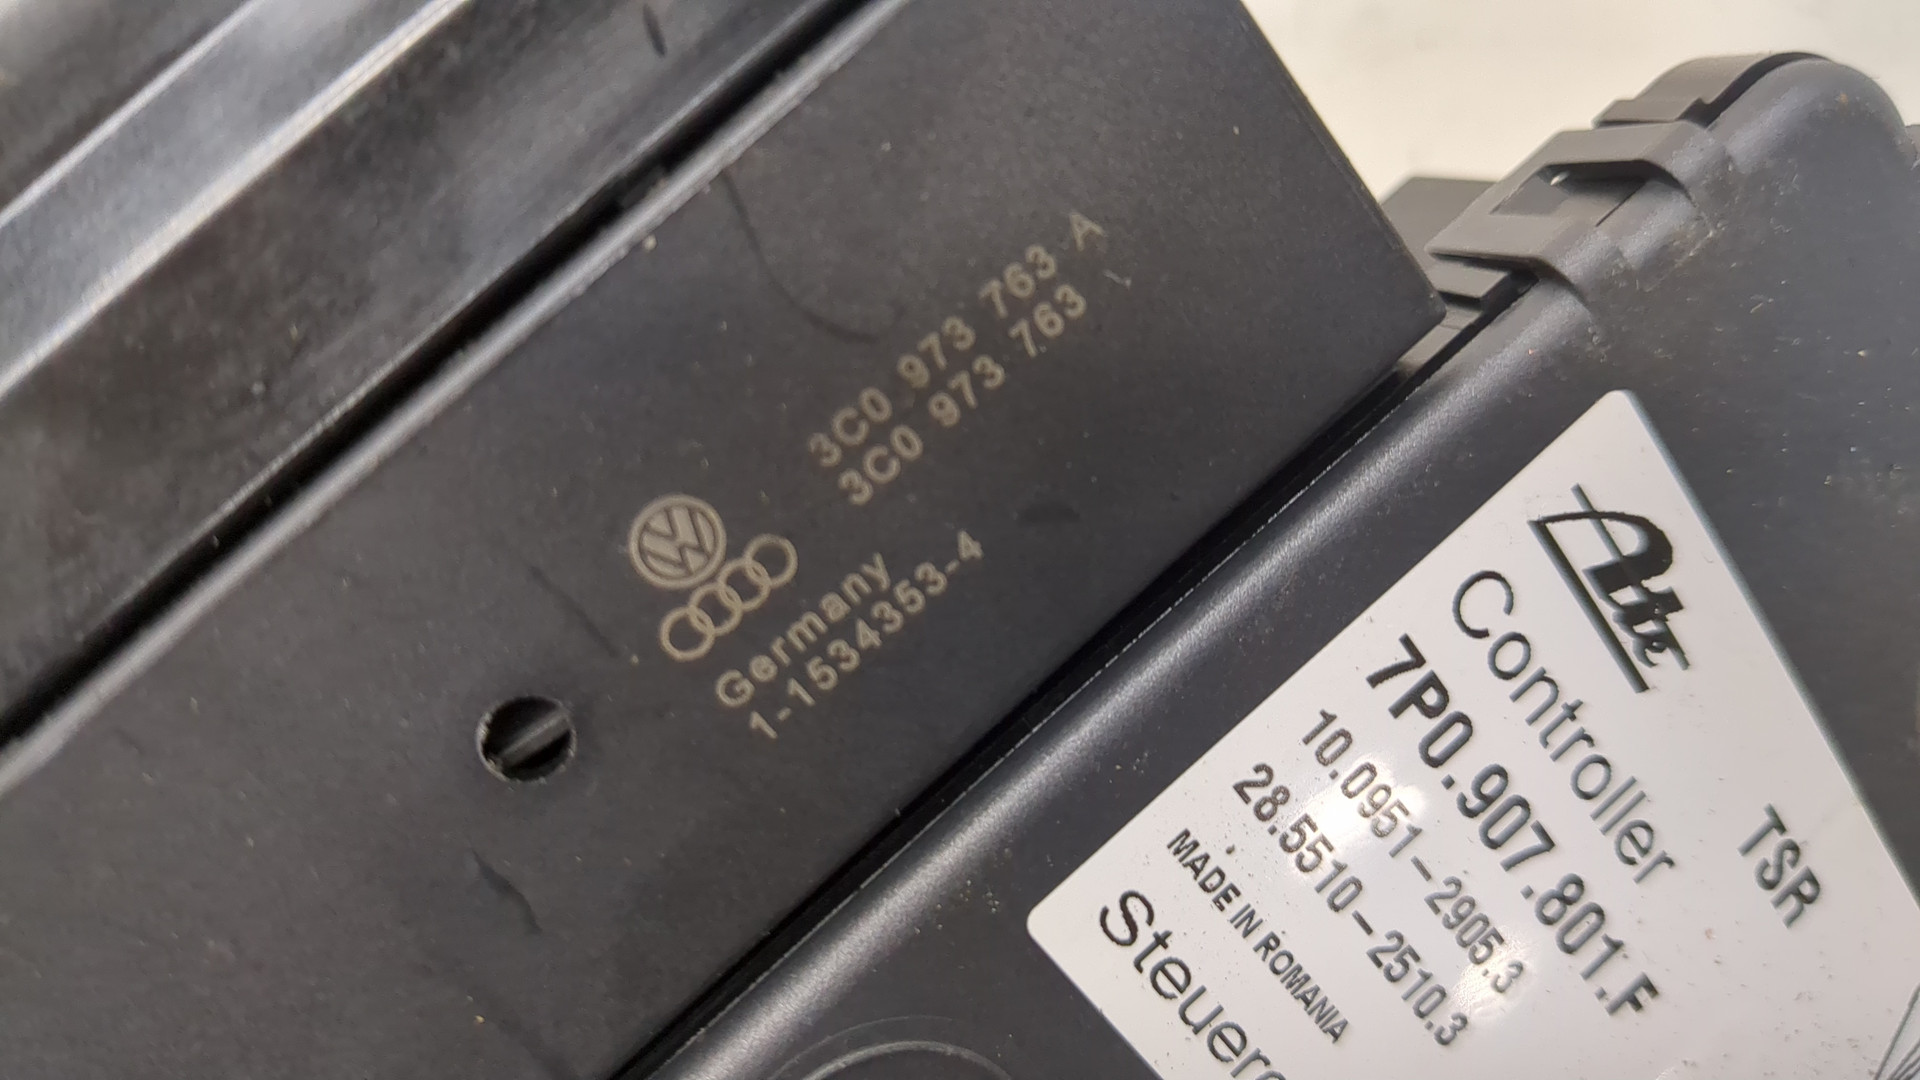 3C0 973 763 A
3C0 973 763
Germany
1-1534353-4
Ate
Controller TSR
7P0.907.801.F
10.0951-2905.3
28.5510-2510.3
MADE IN ROMANIA